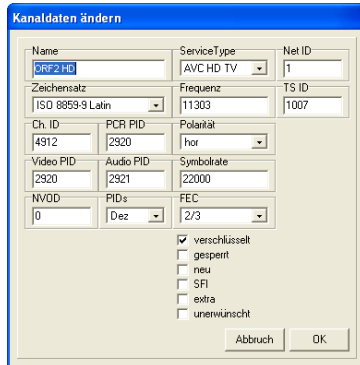 Kanaldaten ändern
Name ServiceType Net ID
ORF2 HD AVC HD TV 1
Zeichensatz Frequenz TS ID
ISO 8859-9 Latin 11303 1007
Ch. ID PCR PID Polarität
4912 2920 hor
Video PID Audio PID Symbolrate
2920 2921 22000
NVOD PIDs FEC
0 Dez 2/3
verschlüsselt
gesperrt
neu
SFI
extra
unerwünscht
Abbruch OK